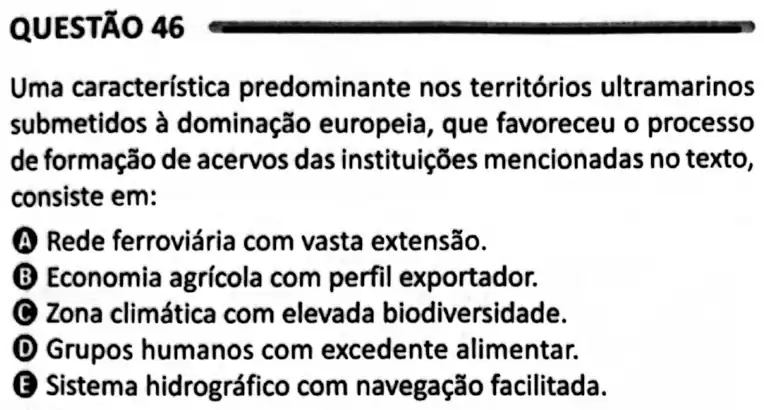 QUESTÃO 46
Uma característica predominante nos territórios ultramarinos
submetidos à dominação europeia, que favoreceu o processo
de formação de acervos das instituições mencionadas no texto,
consiste em:
A Rede ferroviária com vasta extensão.
B Economia agrícola com perfil exportador.
C Zona climática com elevada biodiversidade.
D Grupos humanos com excedente alimentar.
E Sistema hidrográfico com navegação facilitada.